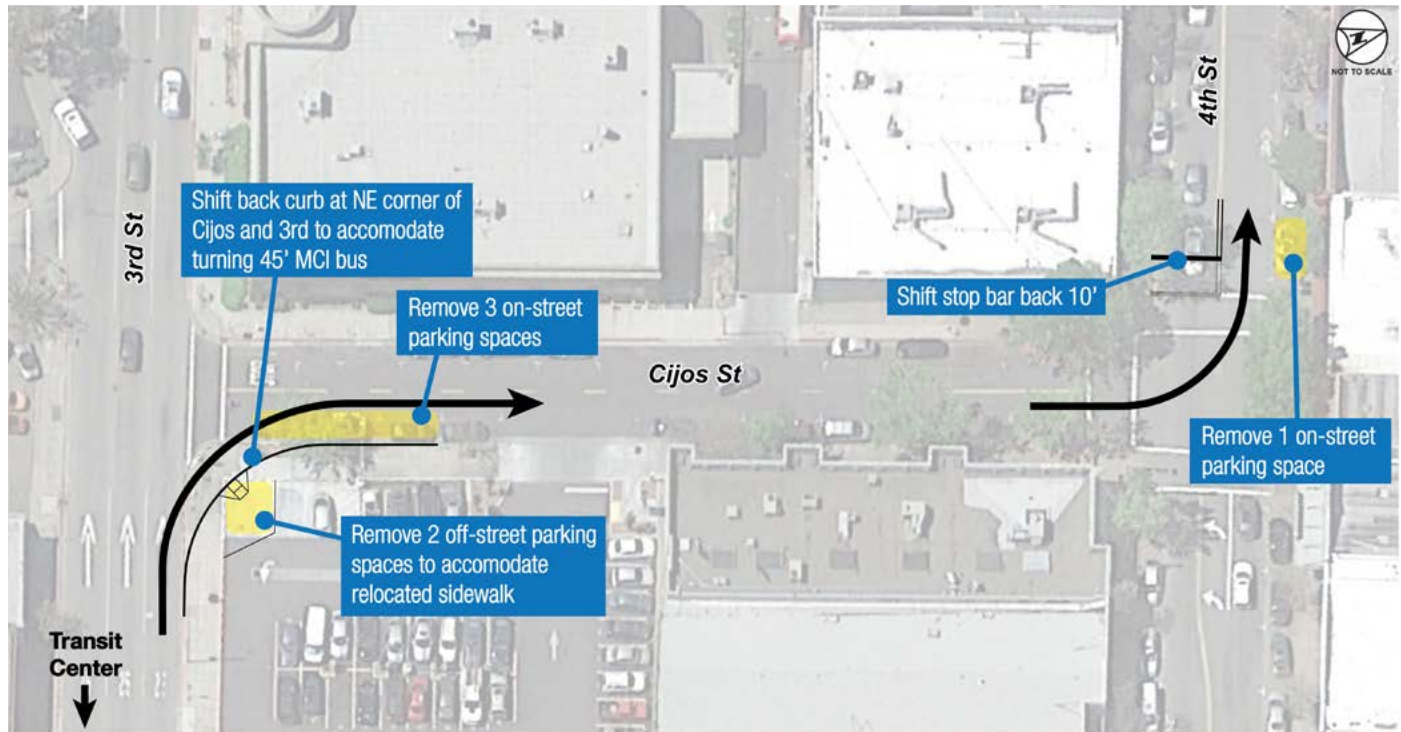 NOT TO SCALE
3rd St
4th St
Shift back curb at NE corner of
Cijos and 3rd to accomodate
turning 45' MCI bus
Remove 3 on-street
parking spaces
Shift stop bar back 10'
Cijos St
Remove 1 on-street
parking space
Remove 2 off-street parking
spaces to accomodate
relocated sidewalk
Transit
Center